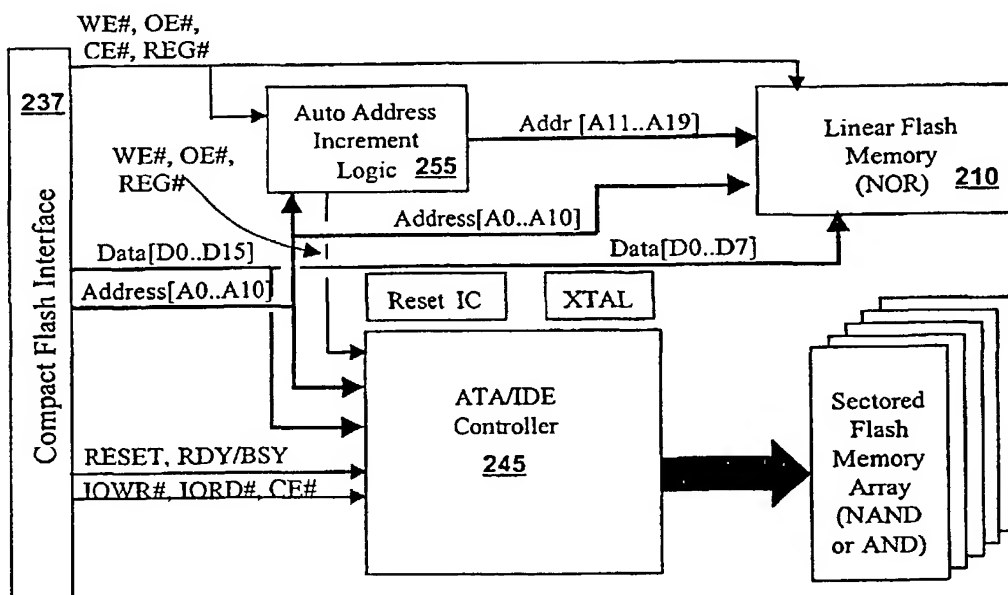 WE#, OE#,
CE#, REG#
237
Compact Flash Interface
Auto Address
Increment
Logic 255
Addr [A11..A19]
Linear Flash
Memory
(NOR) 210
WE#, OE#,
REG#
Address[A0..A10]
Data[D0..D15]
Data[D0..D7]
Address[A0..A10]
Reset IC
XTAL
ATA/IDE
Controller
245
RESET, RDY/BSY
IOWR#, IORD#, CE#
Sectored
Flash
Memory
Array
(NAND
or AND)